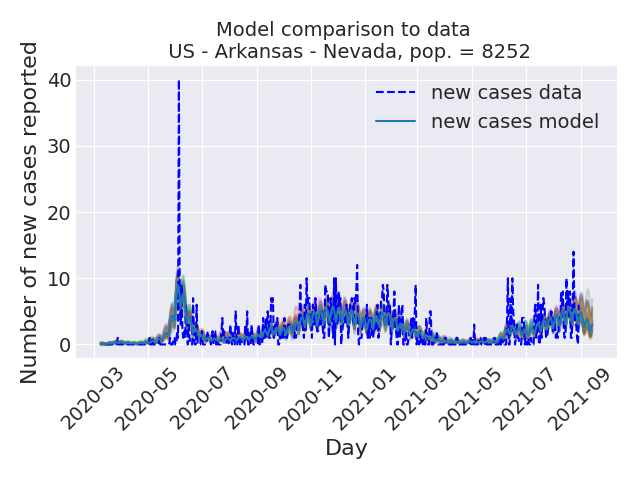 Model comparison to data
US - Arkansas - Nevada, pop. = 8252
Number of new cases reported
40
30
20
10
0
new cases data
new cases model
2020-03
2020-05
2020-07
2020-09
2020-11
2021-01
2021-03
2021-05
2021-07
2021-09
Day